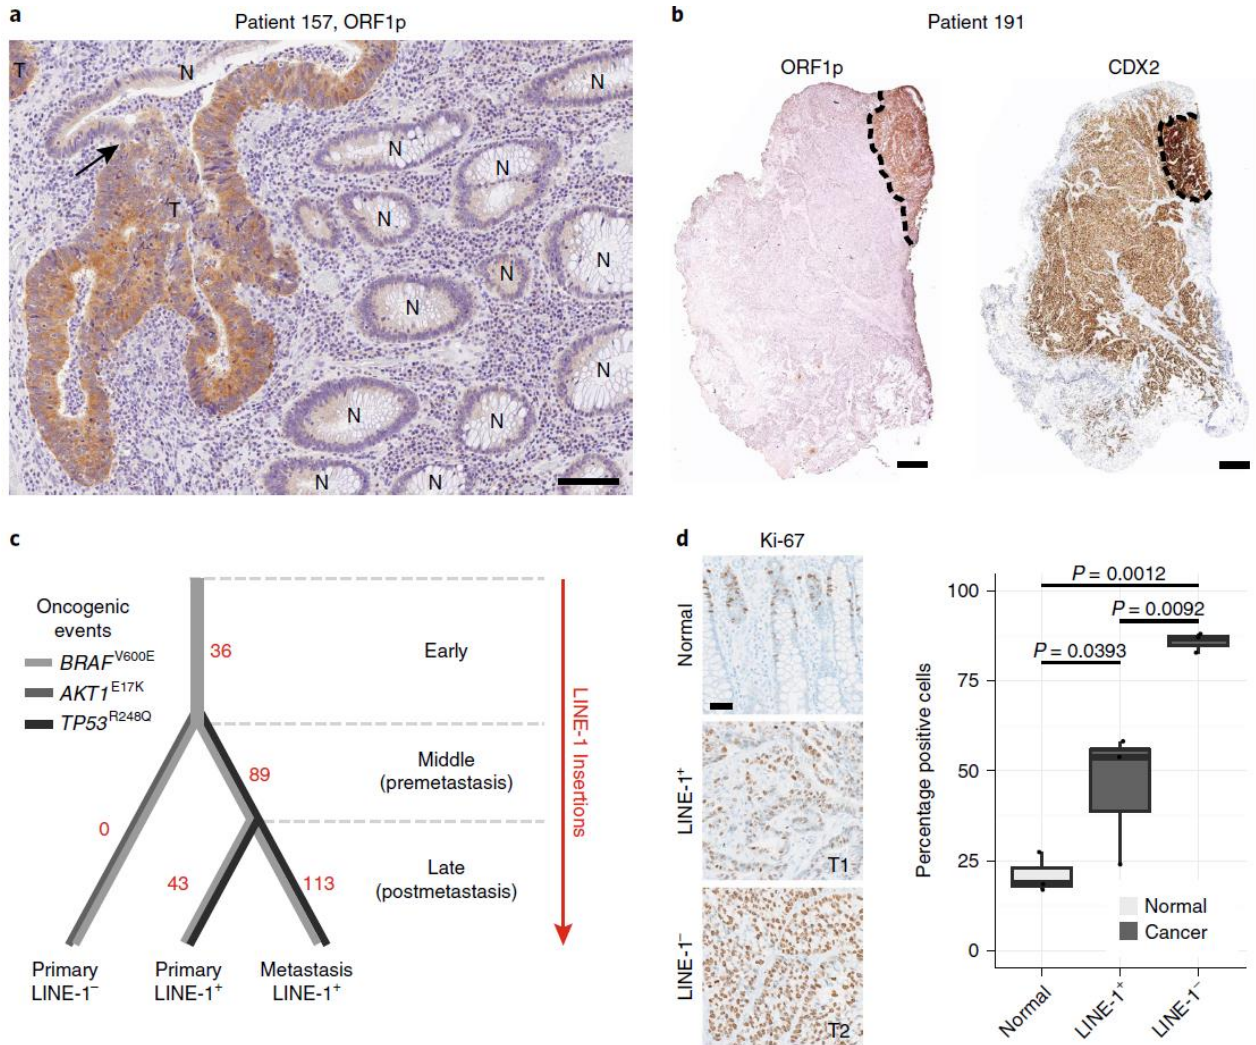 a
Patient 157, ORF1p
T
N
N
N
N
T
N
N
N
N
N
N
N
N
N
N
b
Patient 191
ORF1p
CDX2
c
Oncogenic
events
BRAF V600E
AKT1 E17K
TP53 R248Q
36
89
0
43
113
Early
Middle
(premetastasis)
Late
(postmetastasis)
LINE-1 Insertions
Primary
LINE-1−
Primary
LINE-1+
Metastasis
LINE-1+
d
Ki-67
Normal
LINE-1+
T1
LINE-1−
T2
Percentage positive cells
100
75
50
25
0
P = 0.0012
P = 0.0092
P = 0.0393
Normal
Cancer
Normal
LINE-1+
LINE-1−